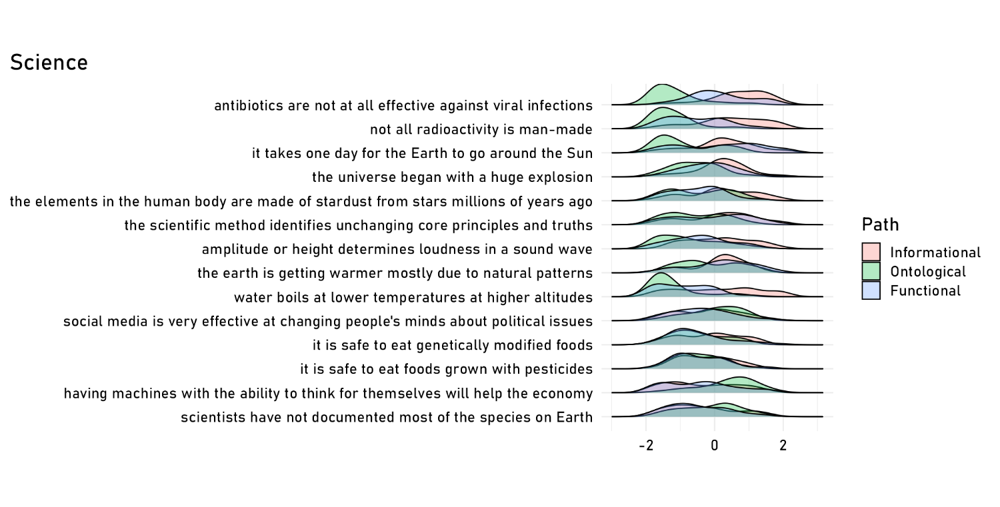 Science
antibiotics are not at all effective against viral infections
not all radioactivity is man-made
it takes one day for the Earth to go around the Sun
the universe began with a huge explosion
the elements in the human body are made of stardust from stars millions of years ago
the scientific method identifies unchanging core principles and truths
amplitude or height determines loudness in a sound wave
the earth is getting warmer mostly due to natural patterns
water boils at lower temperatures at higher altitudes
social media is very effective at changing people's minds about political issues
it is safe to eat genetically modified foods
it is safe to eat foods grown with pesticides
having machines with the ability to think for themselves will help the economy
scientists have not documented most of the species on Earth
-2 0 2
Path
Informational
Ontological
Functional